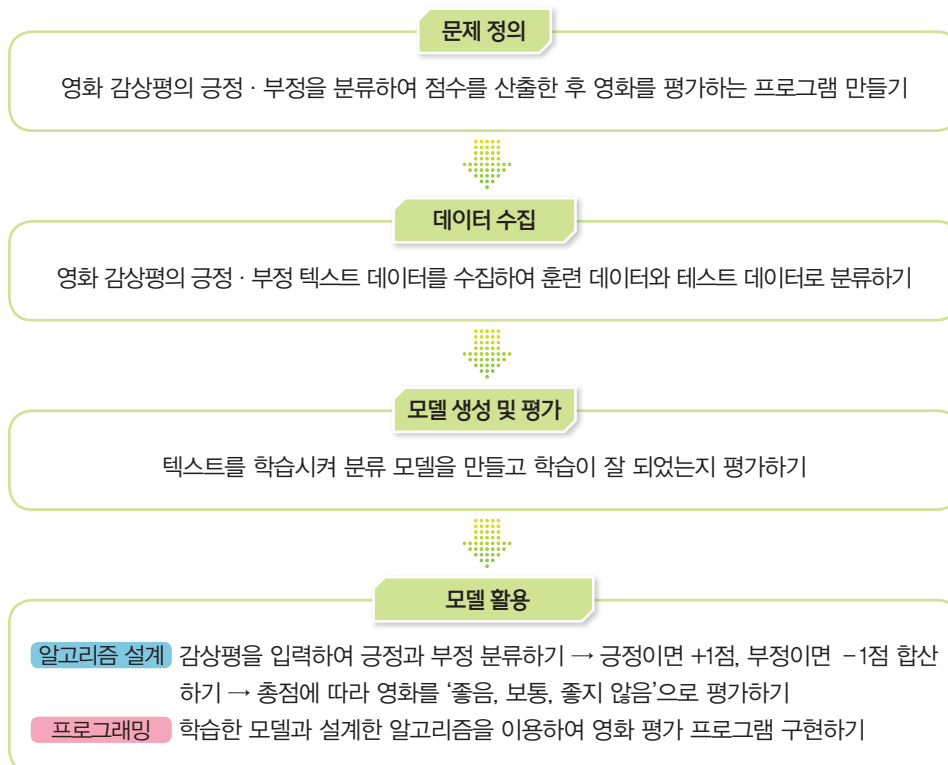 문제 정의
영화 감상평의 긍정 · 부정을 분류하여 점수를 산출한 후 영화를 평가하는 프로그램 만들기
데이터 수집
영화 감상평의 긍정 · 부정 텍스트 데이터를 수집하여 훈련 데이터와 테스트 데이터로 분류하기
모델 생성 및 평가
텍스트를 학습시켜 분류 모델을 만들고 학습이 잘 되었는지 평가하기
모델 활용
알고리즘 설계 감상평을 입력하여 긍정과 부정 분류하기 → 긍정이면 +1점, 부정이면 -1점 합산
하기 → 총점에 따라 영화를 ‘좋음, 보통, 좋지 않음’으로 평가하기
프로그래밍 학습한 모델과 설계한 알고리즘을 이용하여 영화 평가 프로그램 구현하기